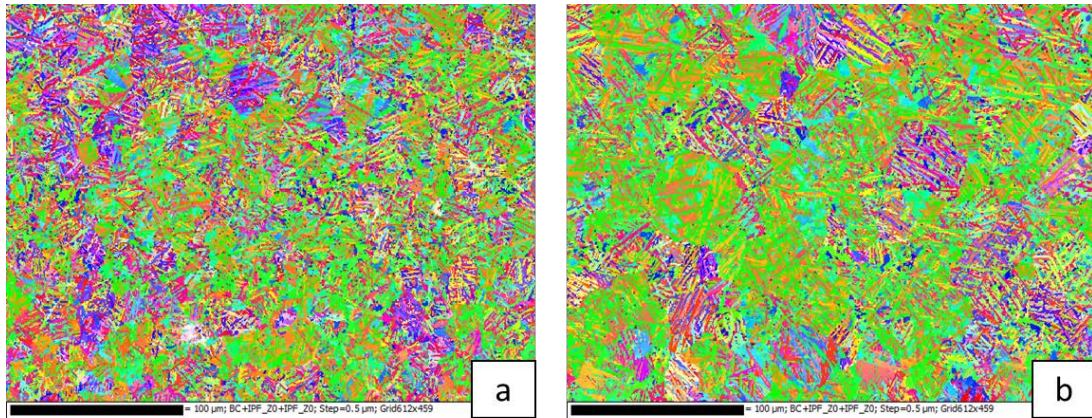 a
b
= 100 µm; BC+IPF_Z0+IPF_Z0; Step=0.5 µm; Grid612x459
= 100 µm; BC+IPF_Z0+IPF_Z0; Step=0.5 µm; Grid612x459